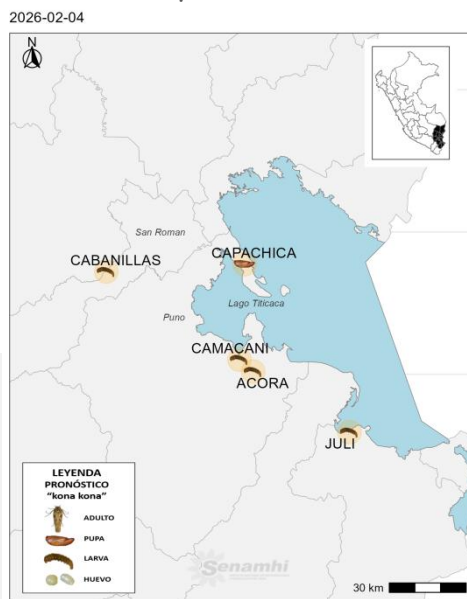 2026-02-04
N
San Roman
CABANILLAS
CAPACHICA
Lago Titicaca
Puno
CAMACANI
ACORA
JULI
LEYENDA
PRONÓSTICO
"kona kona"
ADULTO
PUPA
LARVA
HUEVO
Senamhi
30 km